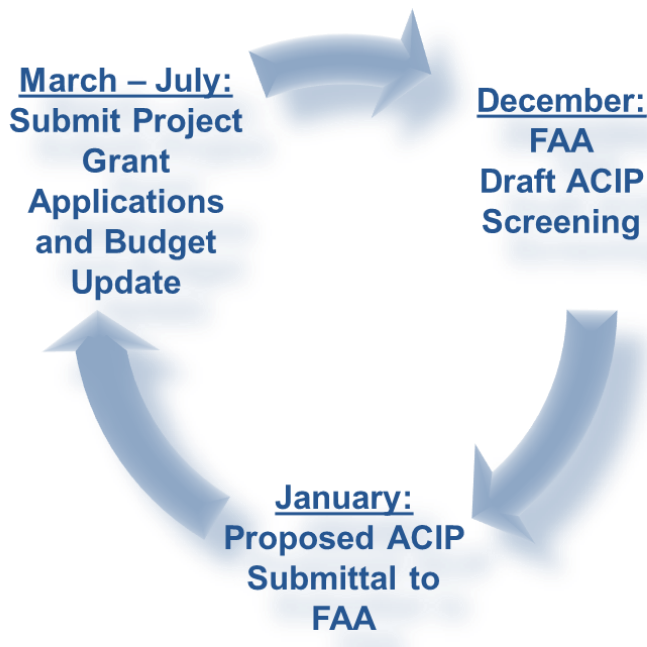 March – July:
Submit Project
Grant
Applications
and Budget
Update
December:
FAA
Draft ACIP
Screening
January:
Proposed ACIP
Submittal to
FAA